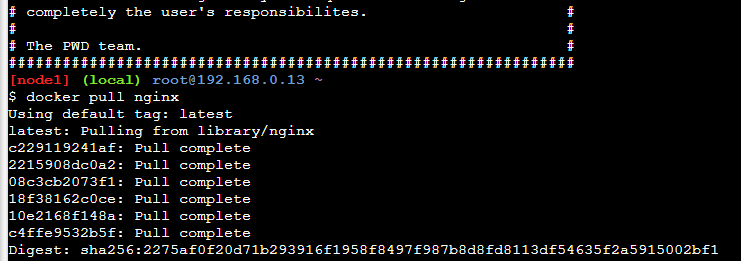 # completely the user's responsibilites. #
# #
# The PWD team. #
################################################################
[node1] (local) root@192.168.0.13 ~
$ docker pull nginx
Using default tag: latest
latest: Pulling from library/nginx
c229119241af: Pull complete
2215908dc0a2: Pull complete
08c3cb2073f1: Pull complete
18f38162c0ce: Pull complete
10e2168f148a: Pull complete
c4ffe9532b5f: Pull complete
Digest: sha256:2275af0f20d71b293916f1958f8497f987b8d8fd8113df54635f2a5915002bf1